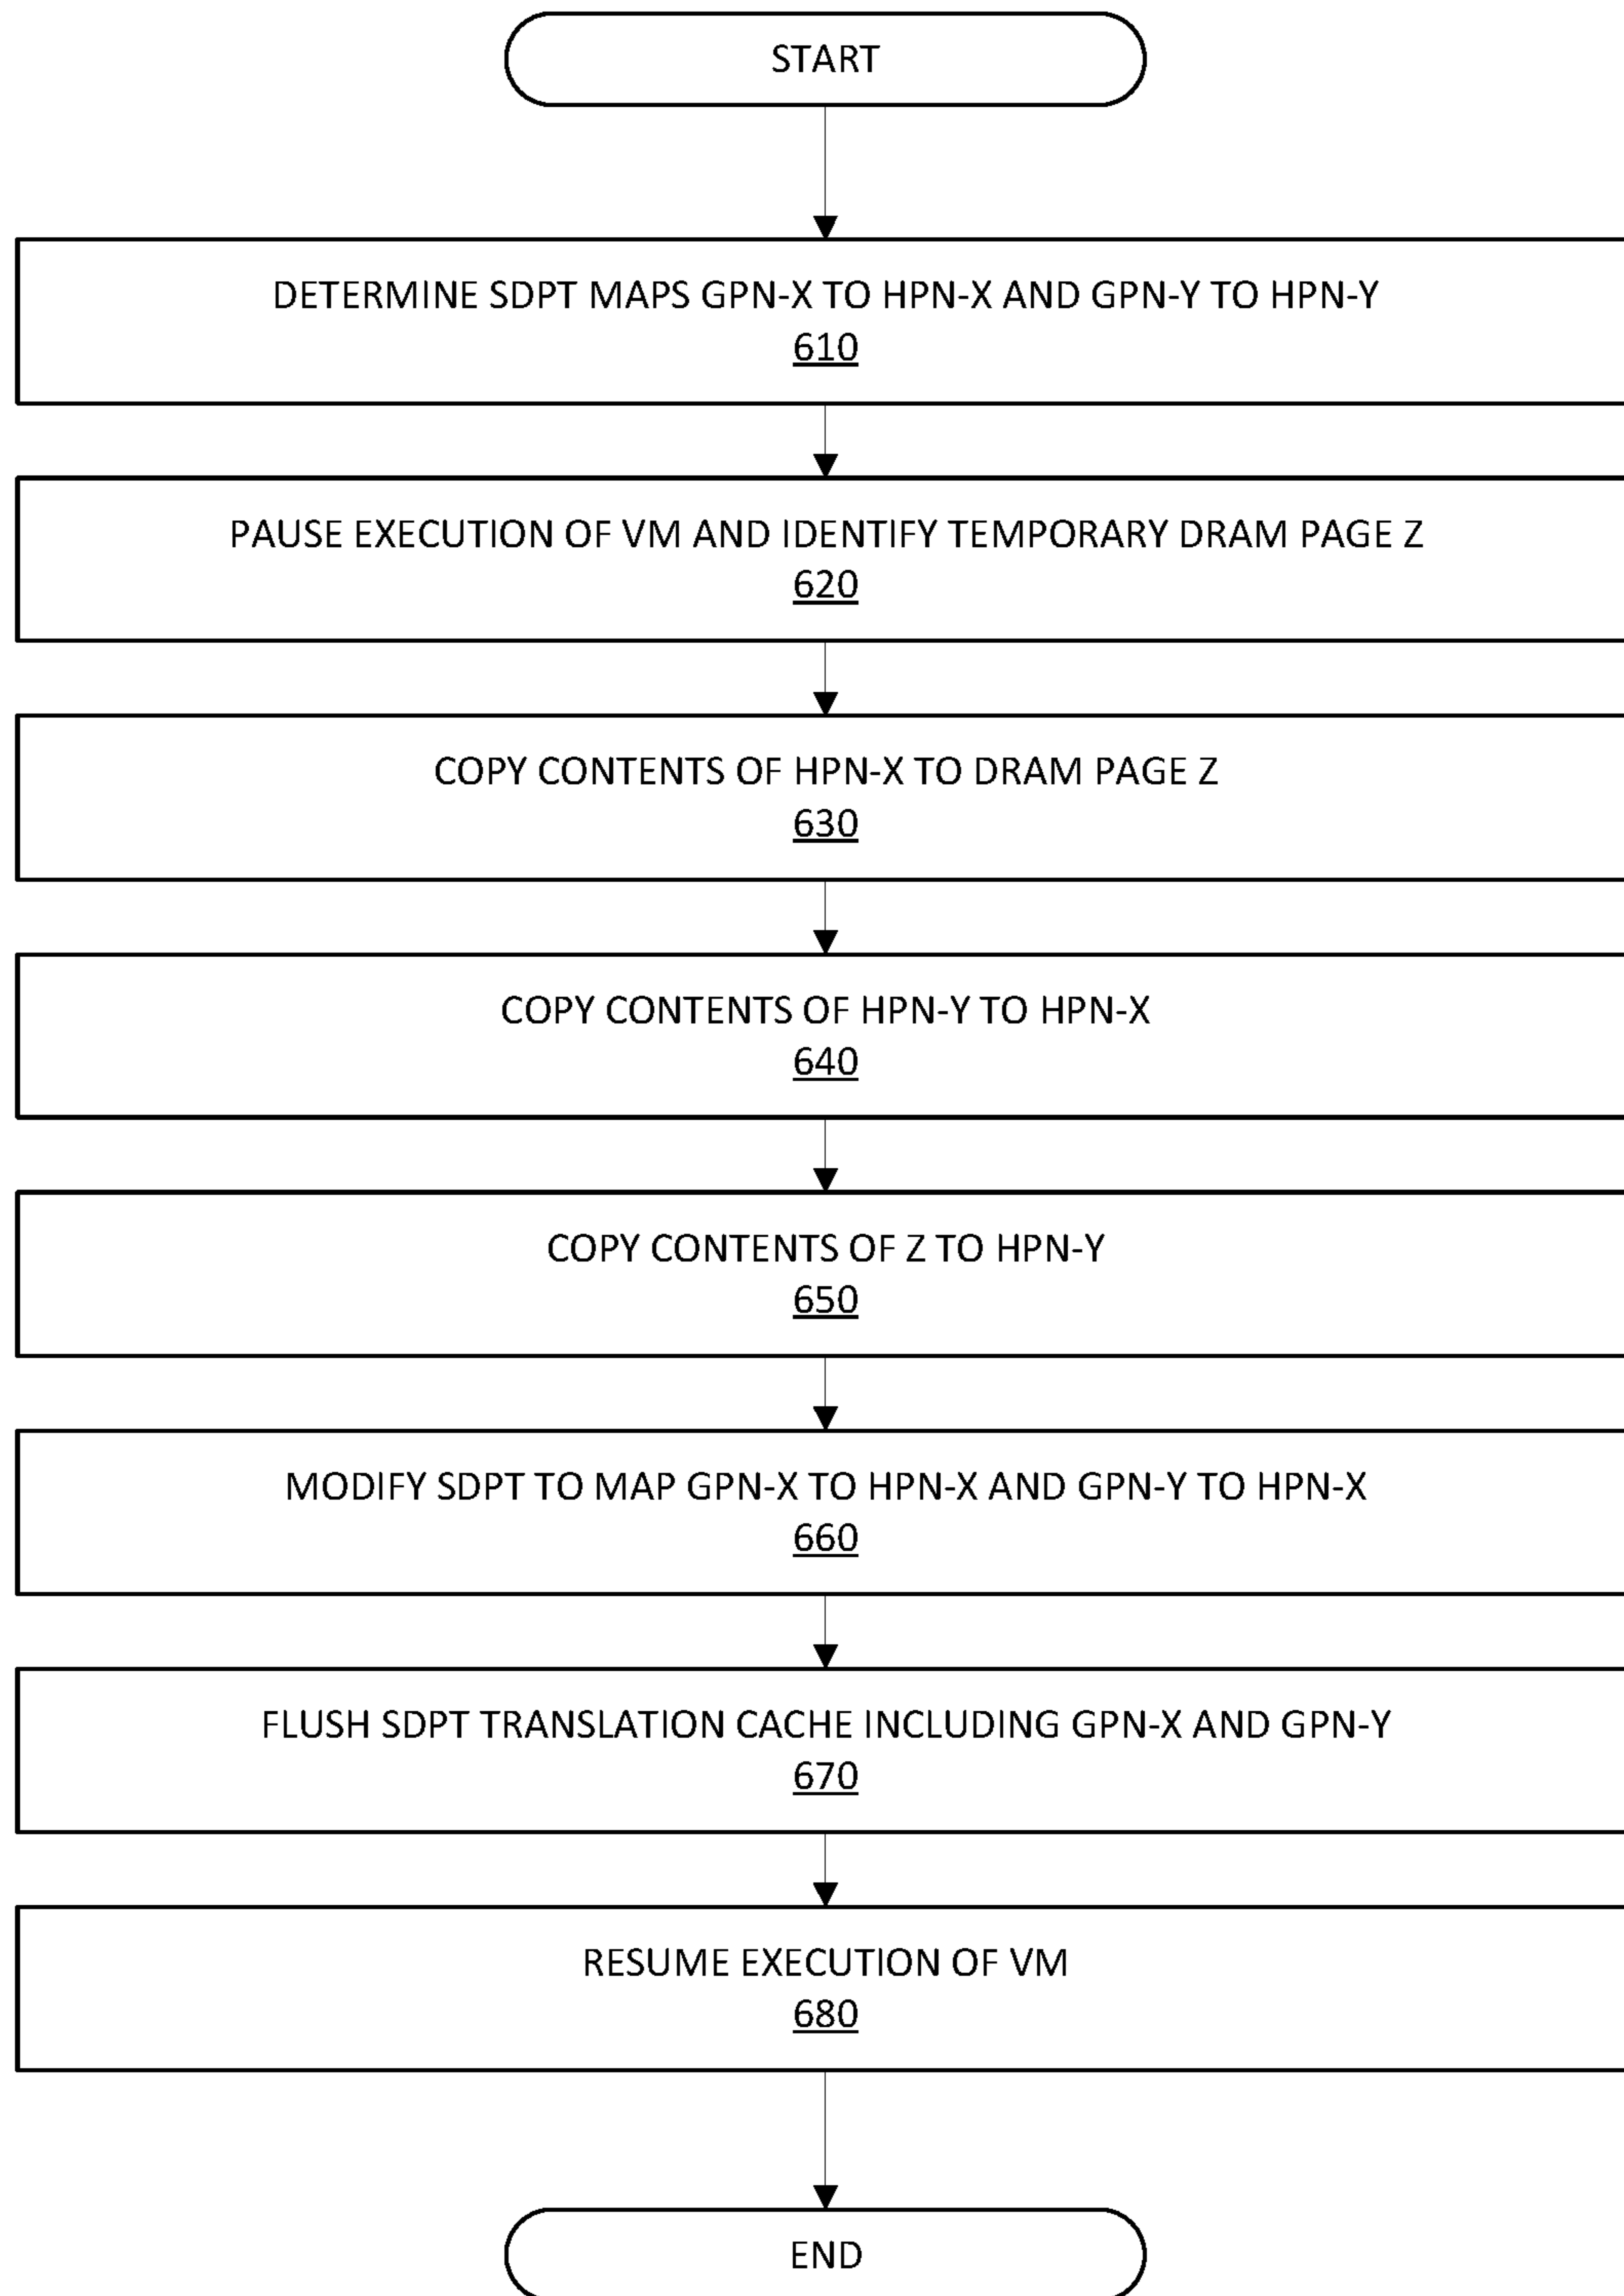 START
DETERMINE SDPT MAPS GPN-X TO HPN-X AND GPN-Y TO HPN-Y
610
PAUSE EXECUTION OF VM AND IDENTIFY TEMPORARY DRAM PAGE Z
620
COPY CONTENTS OF HPN-X TO DRAM PAGE Z
630
COPY CONTENTS OF HPN-Y TO HPN-X
640
COPY CONTENTS OF Z TO HPN-Y
650
MODIFY SDPT TO MAP GPN-X TO HPN-X AND GPN-Y TO HPN-X
660
FLUSH SDPT TRANSLATION CACHE INCLUDING GPN-X AND GPN-Y
670
RESUME EXECUTION OF VM
680
END